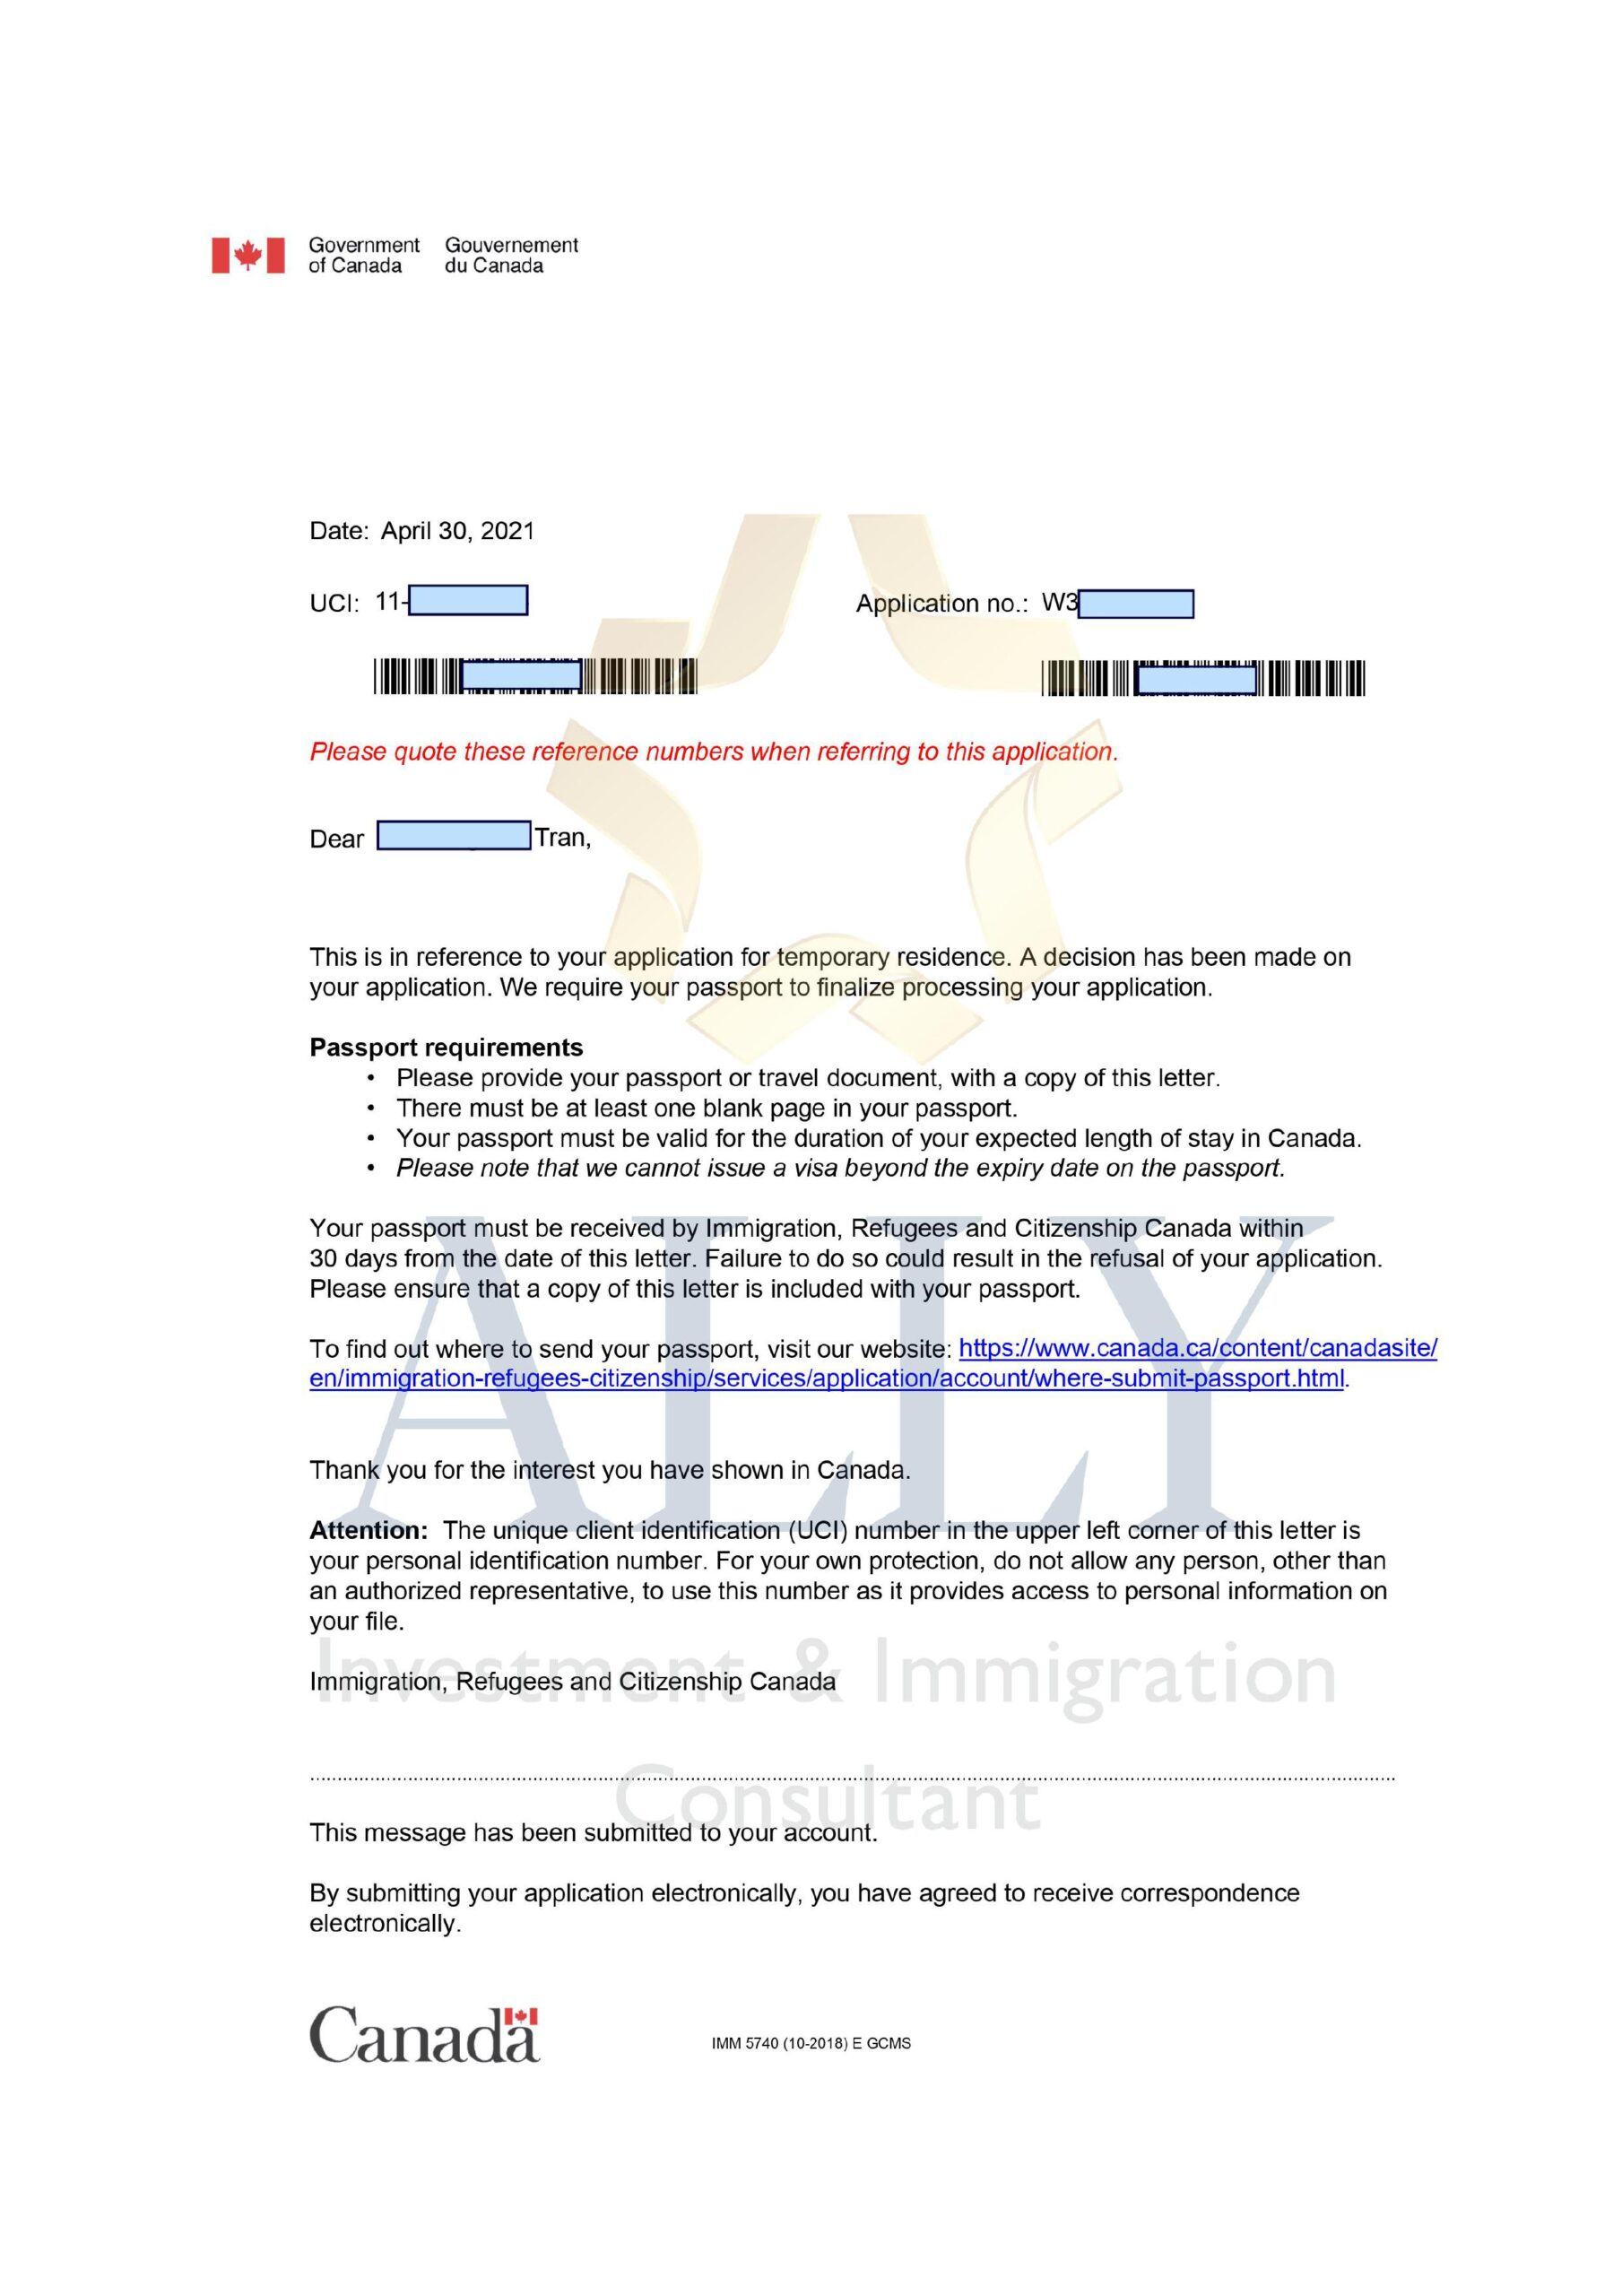 Government Gouvernement
of Canada du Canada
Date: April 30, 2021
UCI: 11-
Application no.: W3
Please quote these reference numbers when referring to this application.
Dear Tran,
This is in reference to your application for temporary residence. A decision has been made on
your application. We require your passport to finalize processing your application.
Passport requirements
• Please provide your passport or travel document, with a copy of this letter.
• There must be at least one blank page in your passport.
• Your passport must be valid for the duration of your expected length of stay in Canada.
• Please note that we cannot issue a visa beyond the expiry date on the passport.
Your passport must be received by Immigration, Refugees and Citizenship Canada within
30 days from the date of this letter. Failure to do so could result in the refusal of your application.
Please ensure that a copy of this letter is included with your passport.
To find out where to send your passport, visit our website: https://www.canada.ca/content/canadasite/
en/immigration-refugees-citizenship/services/application/account/where-submit-passport.html.
ALLY
Thank you for the interest you have shown in Canada.
Attention: The unique client identification (UCI) number in the upper left corner of this letter is
your personal identification number. For your own protection, do not allow any person, other than
an authorized representative, to use this number as it provides access to personal information on
your file.
Investment & Immigration
Immigration, Refugees and Citizenship Canada
Consultant
This message has been submitted to your account.
By submitting your application electronically, you have agreed to receive correspondence
electronically.
Canada
IMM 5740 (10-2018) E GCMS